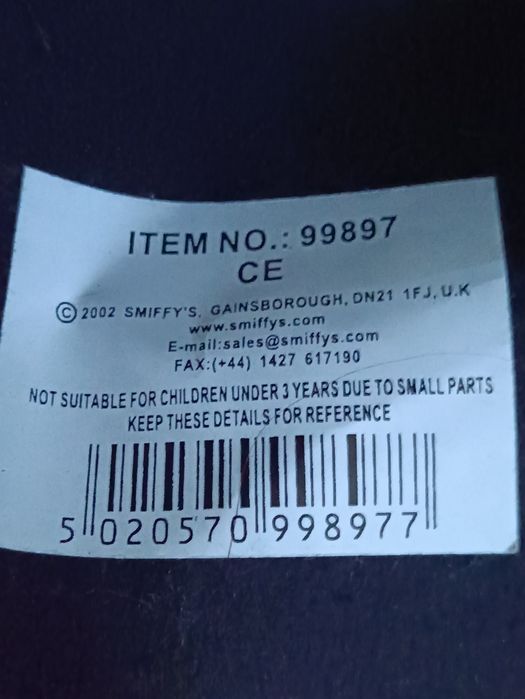 ITEM NO.: 99897
CE
© 2002 SMIFFY'S, GAINSBOROUGH, DN21 1FJ, U.K
www.smiffys.com
E-mail:sales@smiffys.com
FAX:(+44) 1427 617190
NOT SUITABLE FOR CHILDREN UNDER 3 YEARS DUE TO SMALL PARTS
KEEP THESE DETAILS FOR REFERENCE
5 020570 998977